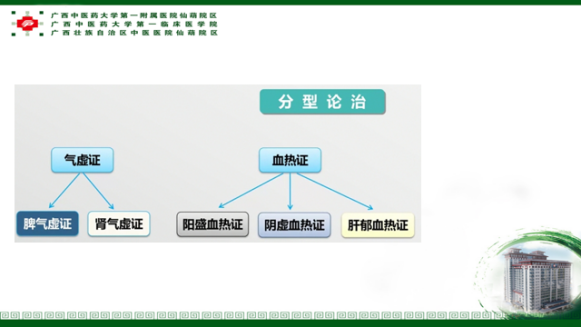 广西中医药大学第一附属医院仙葫院区
广西中医药大学第一临床医学院
广西壮族自治区中医医院仙葫院区
分型论治
气虚证
血热证
脾气虚证
肾气虚证
阳盛血热证
阴虚血热证
肝郁血热证